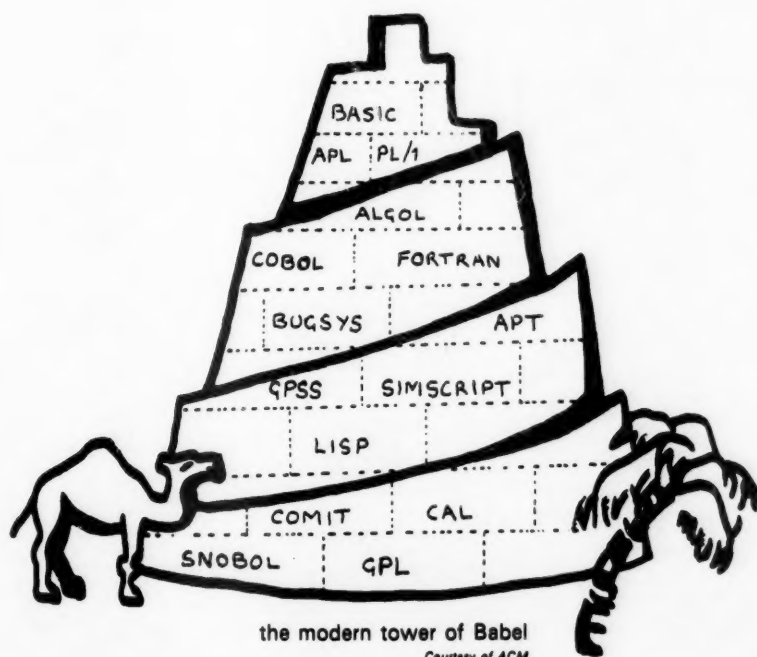 BASIC
APL PL/1
ALGOL
COBOL FORTRAN
BUGSYS APT
GPSS SIMSCRIPT
LISP
COMIT CAL
SNOBOL GPL
the modern tower of Babel
Courtesy of ACM